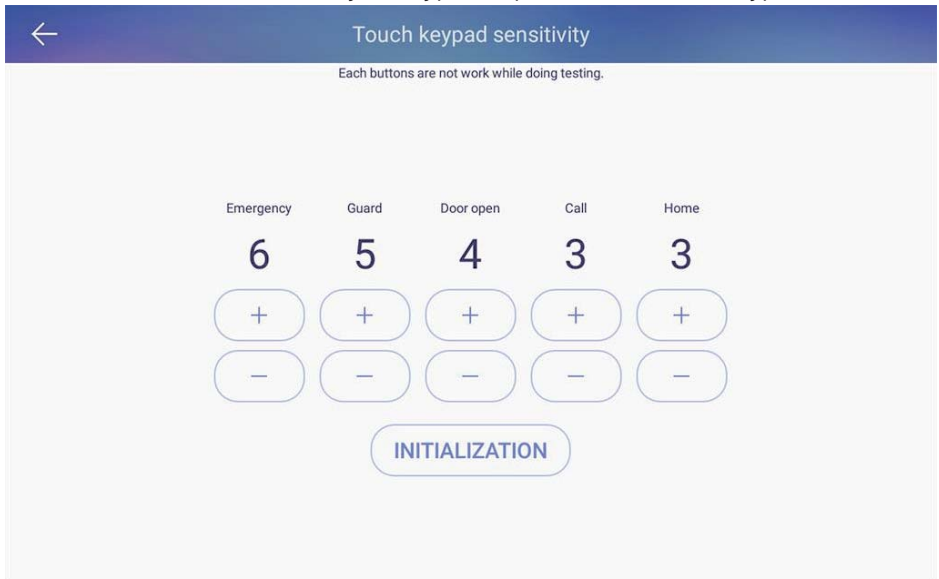 Touch keypad sensitivity
Each buttons are not work while doing testing.
Emergency Guard Door open Call Home
6 5 4 3 3
+ + + + +
− − − − −
INITIALIZATION